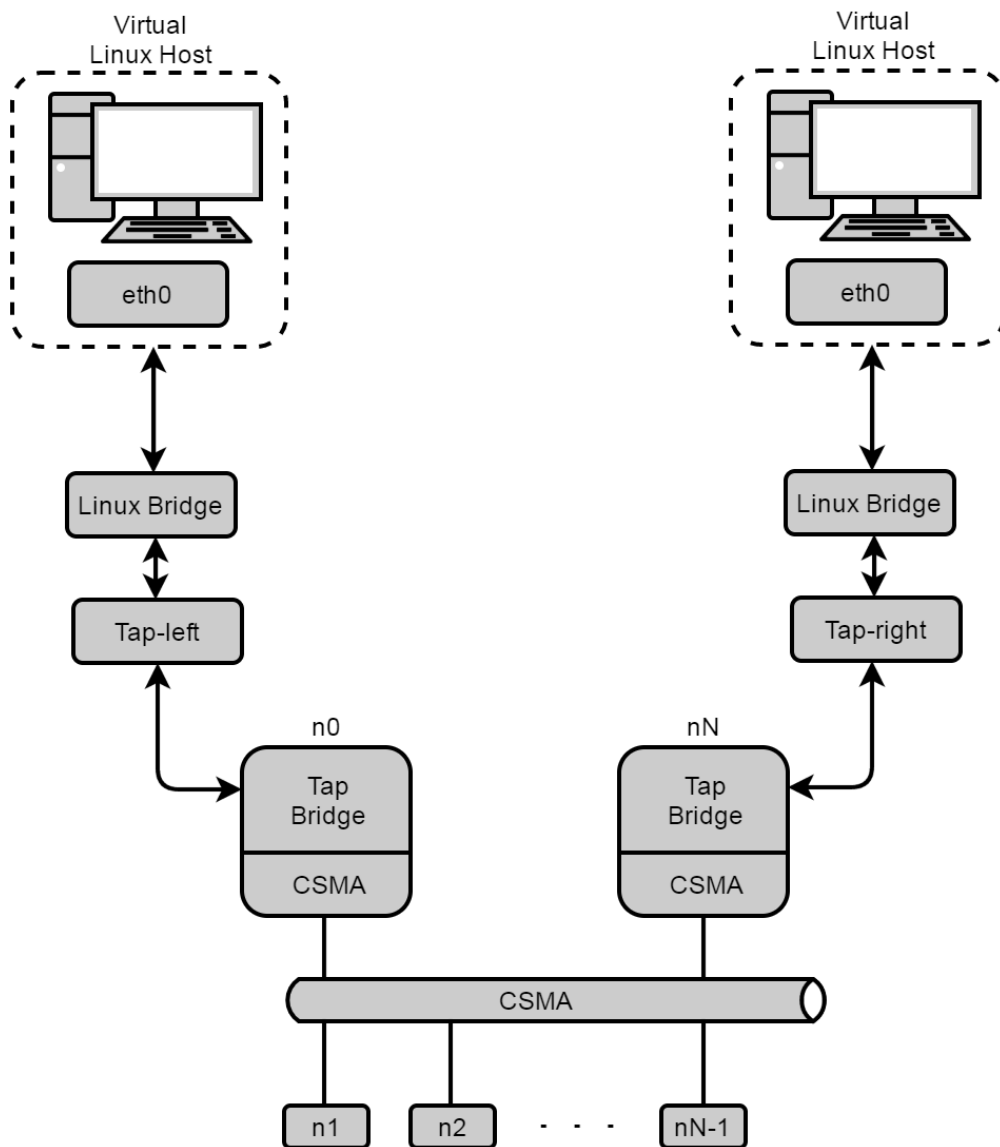 Virtual
Linux Host
Virtual
Linux Host
eth0
eth0
Linux Bridge
Linux Bridge
Tap-left
Tap-right
n0
nN
Tap
Bridge
Tap
Bridge
CSMA
CSMA
CSMA
n1
n2
- - - -
nN-1